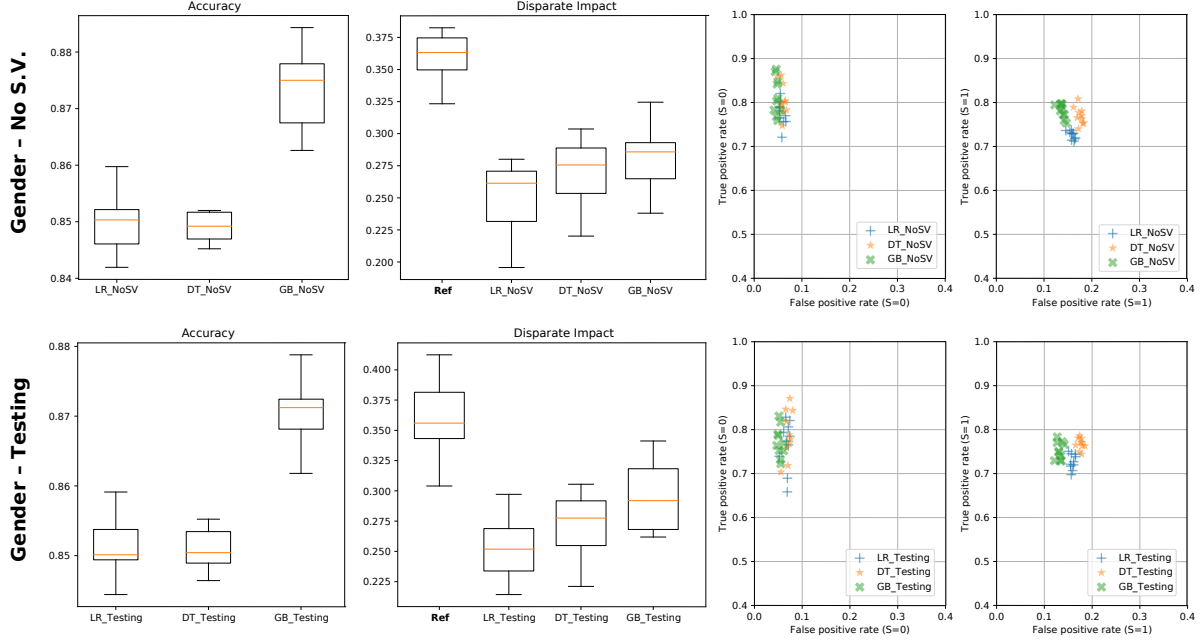 Gender – No S.V.
Accuracy
0.88
0.87
0.86
0.85
0.84
LR_NoSV
DT_NoSV
GB_NoSV
Disparate Impact
0.375
0.350
0.325
0.300
0.275
0.250
0.225
0.200
Ref
LR_NoSV
DT_NoSV
GB_NoSV
True positive rate (S=0)
1.0
0.9
0.8
0.7
0.6
0.5
0.4
LR_NoSV
DT_NoSV
GB_NoSV
0.0
0.1
0.2
0.3
0.4
False positive rate (S=0)
True positive rate (S=1)
1.0
0.9
0.8
0.7
0.6
0.5
0.4
LR_NoSV
DT_NoSV
GB_NoSV
0.0
0.1
0.2
0.3
0.4
False positive rate (S=1)
Gender – Testing
Accuracy
0.88
0.87
0.86
0.85
LR_Testing
DT_Testing
GB_Testing
Disparate Impact
0.400
0.375
0.350
0.325
0.300
0.275
0.250
0.225
Ref
LR_Testing
DT_Testing
GB_Testing
True positive rate (S=0)
1.0
0.9
0.8
0.7
0.6
0.5
0.4
LR_Testing
DT_Testing
GB_Testing
0.0
0.1
0.2
0.3
0.4
False positive rate (S=0)
True positive rate (S=1)
1.0
0.9
0.8
0.7
0.6
0.5
0.4
LR_Testing
DT_Testing
GB_Testing
0.0
0.1
0.2
0.3
0.4
False positive rate (S=1)